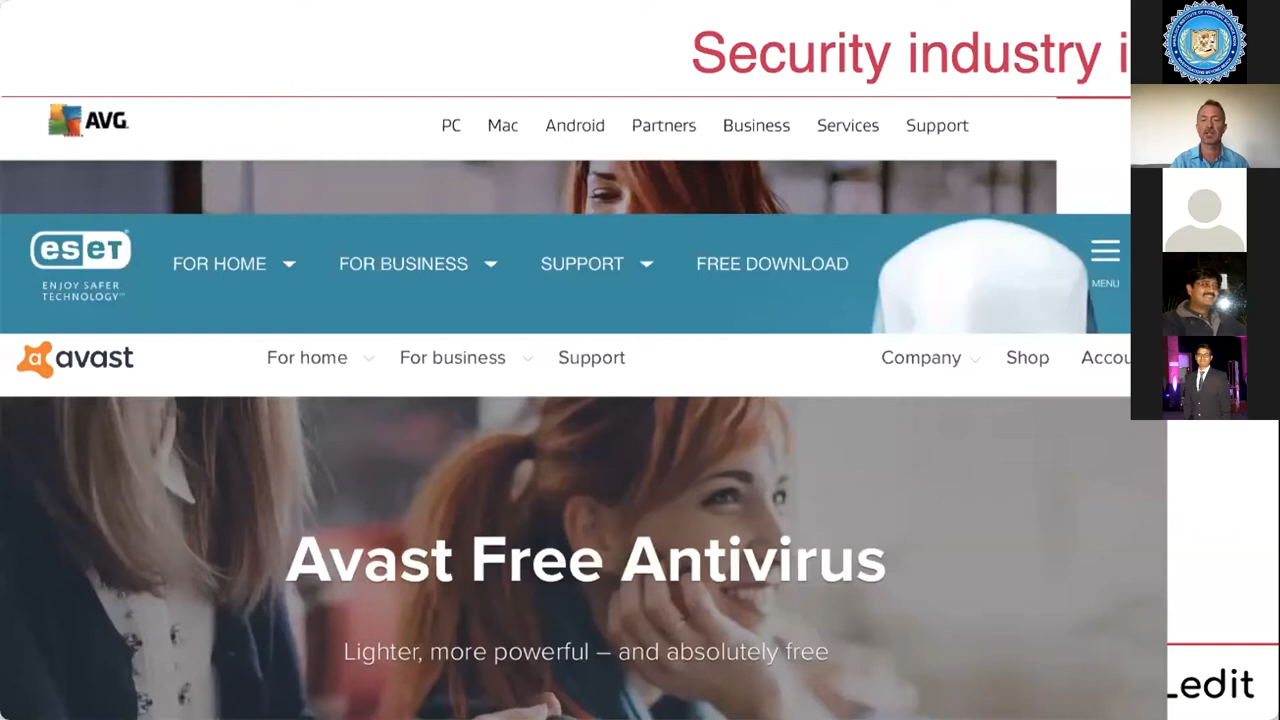 Security industry i
AVG.
PC Mac Android Partners Business Services Support
eseT
ENJOY SAFER
TECHNOLOGY™
FOR HOME FOR BUSINESS SUPPORT FREE DOWNLOAD
MENU
avast
For home For business Support Company Shop Accou
Avast Free Antivirus
Lighter, more powerful – and absolutely free
edit